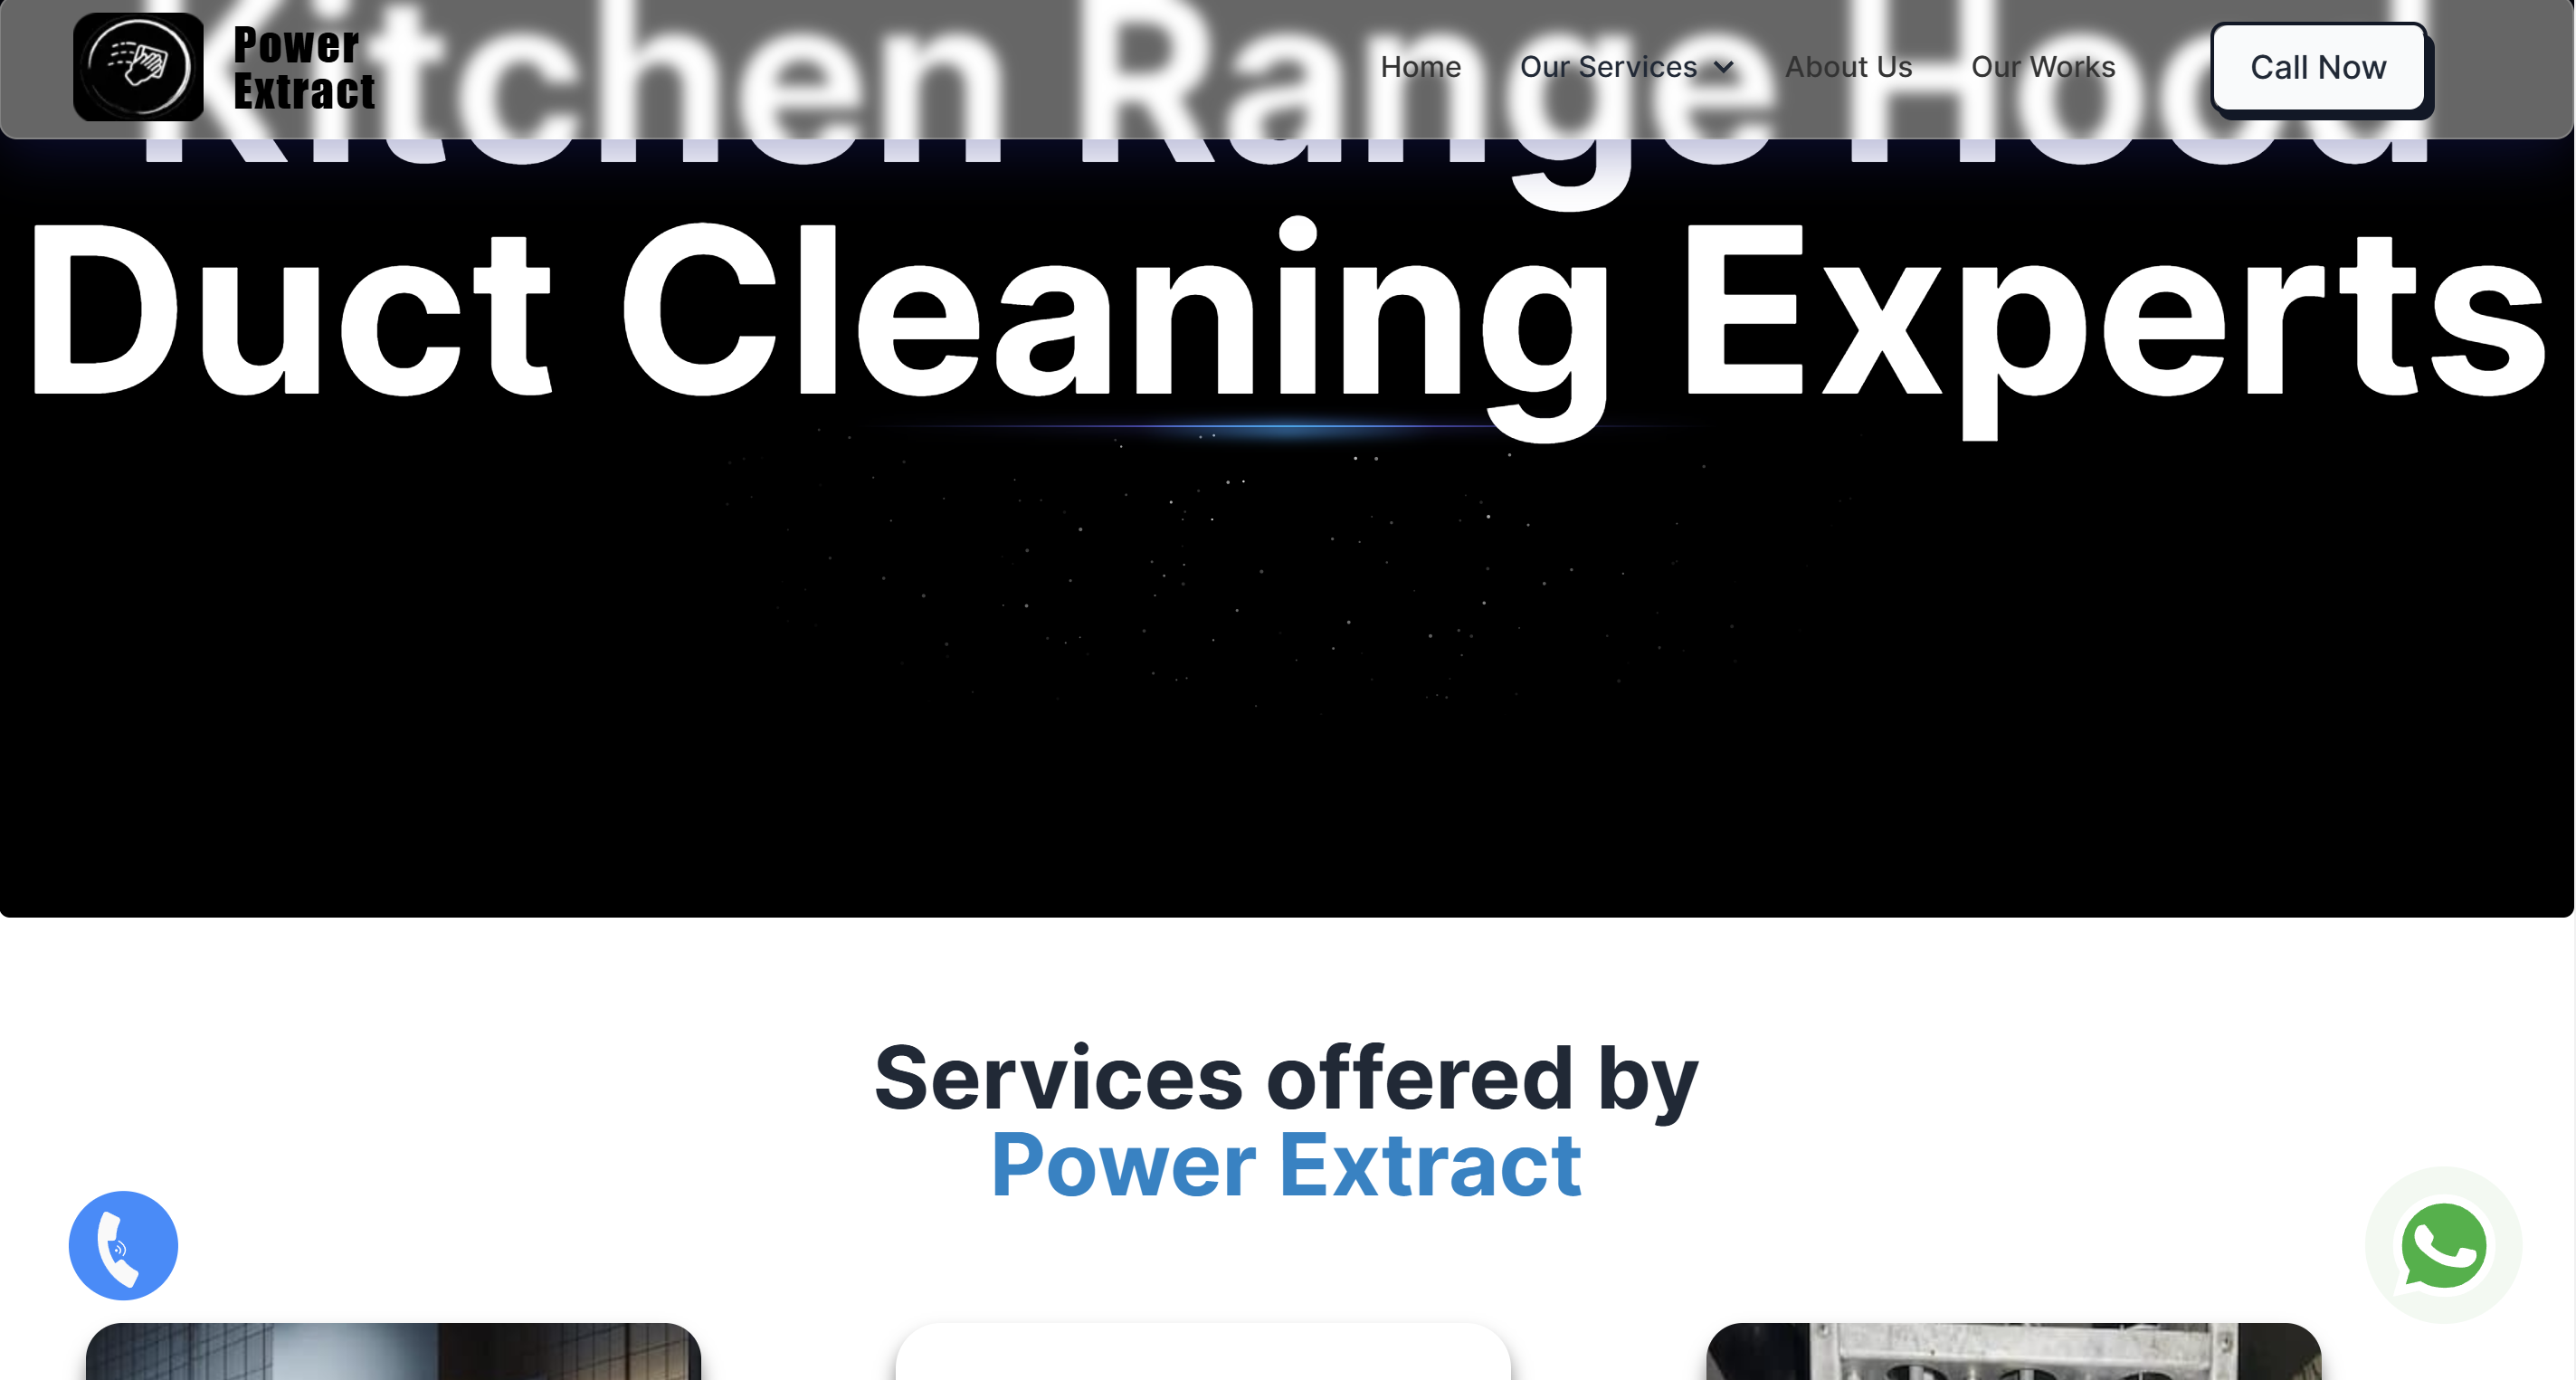 Power
Extract
Home
Our Services
About Us
Our Works
Call Now
Kitchen Range Hood
Duct Cleaning Experts
Services offered by
Power Extract